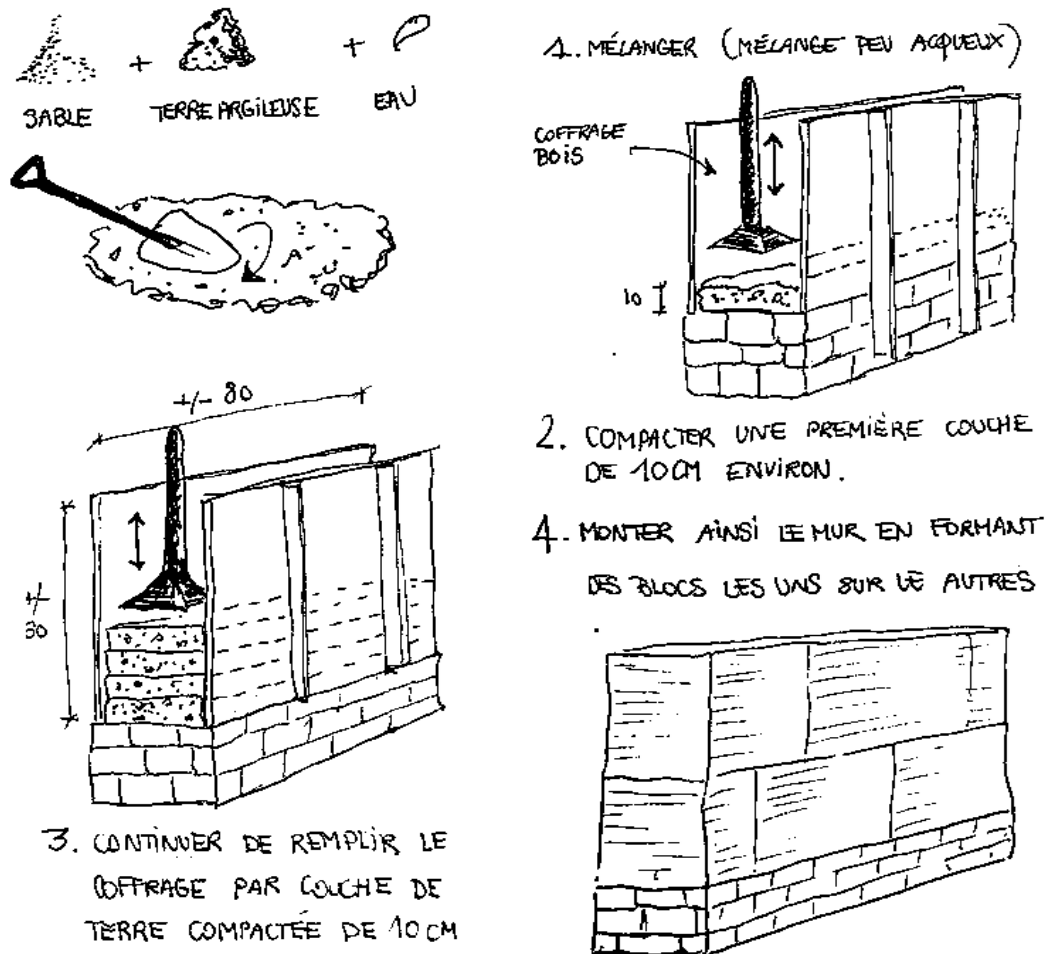 SABLE + TERRE ARGILEUSE + EAU
1. MÉLANGER (MÉLANGE PEU ACQUEUX)
COFFRAGE
BOIS
10
2. COMPACTER UNE PREMIÈRE COUCHE
DE 10CM ENVIRON.
+/- 80
+/-
80
3. CONTINUER DE REMPLIR LE
COFFRAGE PAR COUCHE DE
TERRE COMPACTÉE DE 10 CM
4. MONTER AINSI LE MUR EN FORMANT
DES BLOCS LES UNS SUR LE AUTRES